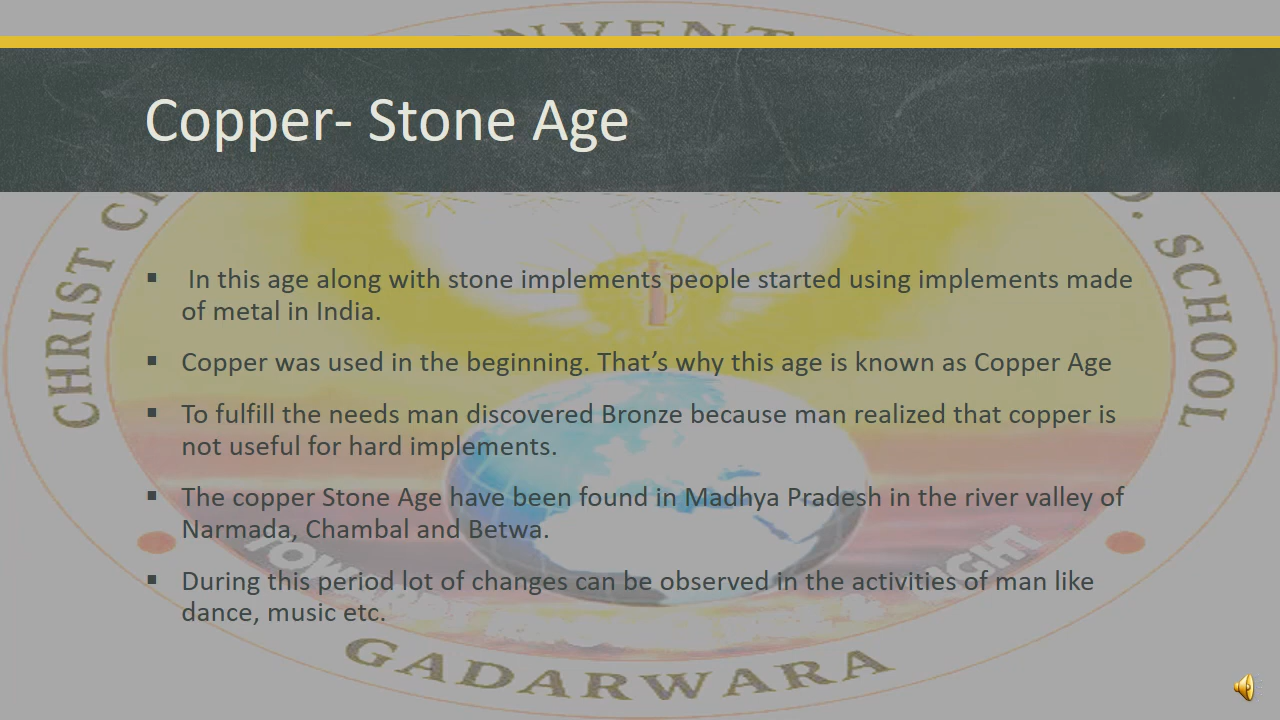 NVENT
Copper- Stone Age
CHRIST C
. SCHOOL
▪ In this age along with stone implements people started using implements made
of metal in India.
▪ Copper was used in the beginning. That's why this age is known as Copper Age
▪ To fulfill the needs man discovered Bronze because man realized that copper is
not useful for hard implements.
▪ The copper Stone Age have been found in Madhya Pradesh in the river valley of
Narmada, Chambal and Betwa.
▪ During this period lot of changes can be observed in the activities of man like
dance, music etc.
GADARWARA